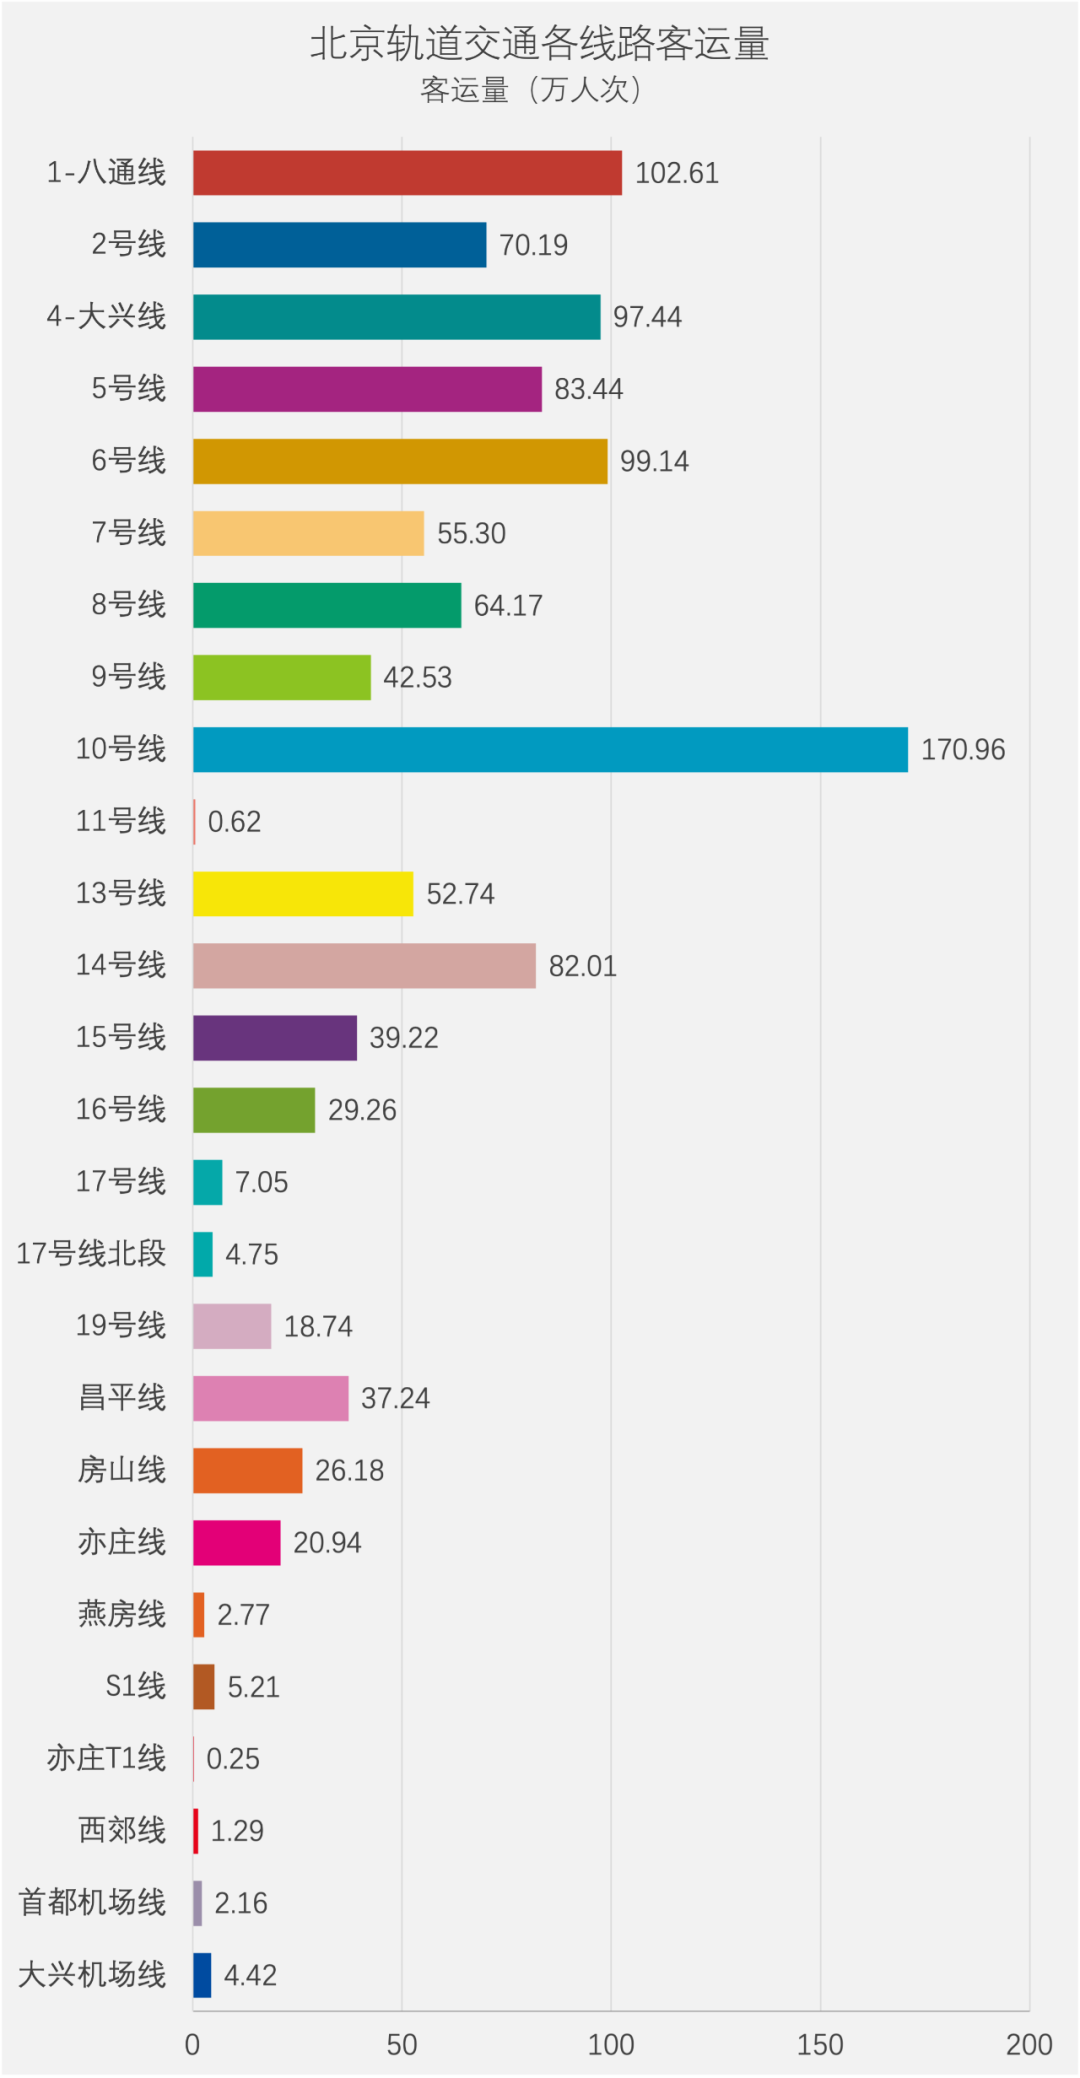 北京轨道交通各线路客运量
客运量（万人次）
1-八通线 102.61
2号线 70.19
4-大兴线 97.44
5号线 83.44
6号线 99.14
7号线 55.30
8号线 64.17
9号线 42.53
10号线 170.96
11号线 0.62
13号线 52.74
14号线 82.01
15号线 39.22
16号线 29.26
17号线 7.05
17号线北段 4.75
19号线 18.74
昌平线 37.24
房山线 26.18
亦庄线 20.94
燕房线 2.77
S1线 5.21
亦庄T1线 0.25
西郊线 1.29
首都机场线 2.16
大兴机场线 4.42
0 50 100 150 200